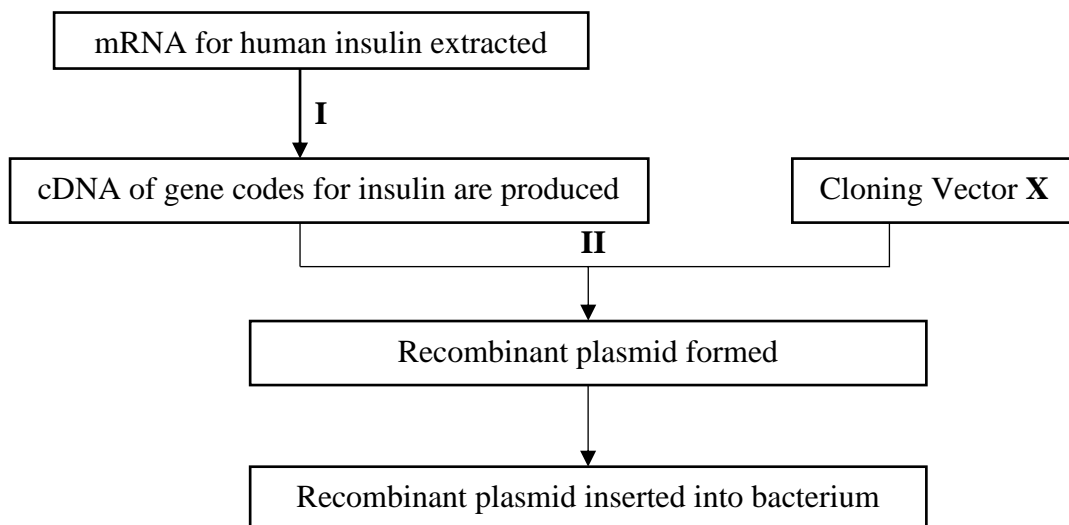 mRNA for human insulin extracted
I
cDNA of gene codes for insulin are produced
Cloning Vector X
II
Recombinant plasmid formed
Recombinant plasmid inserted into bacterium